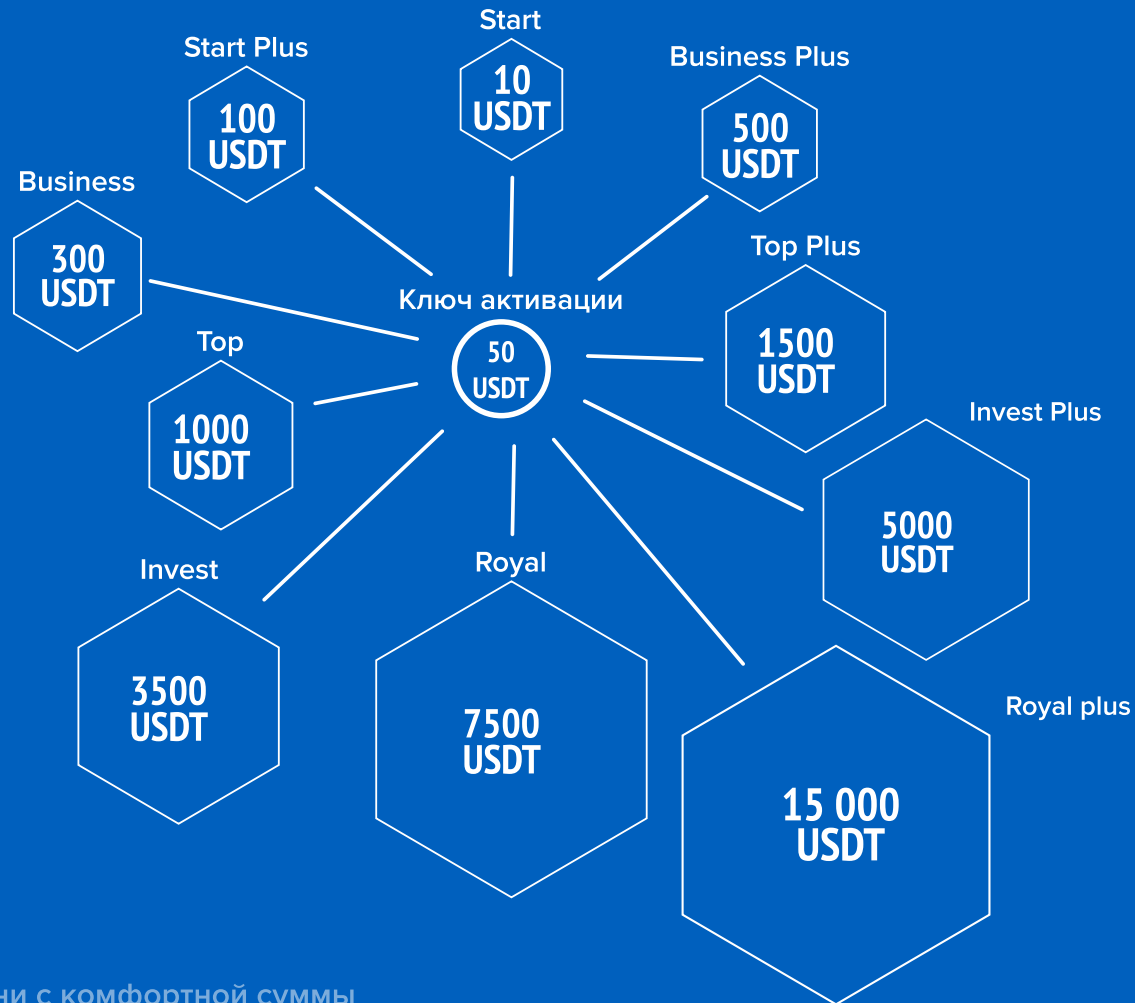 Start
10
USDT
Start Plus
100
USDT
Business Plus
500
USDT
Business
300
USDT
Top Plus
1500
USDT
Ключ активации
50
USDT
Top
1000
USDT
Invest Plus
5000
USDT
Invest
3500
USDT
Royal
7500
USDT
Royal plus
15 000
USDT
с комфортной суммы